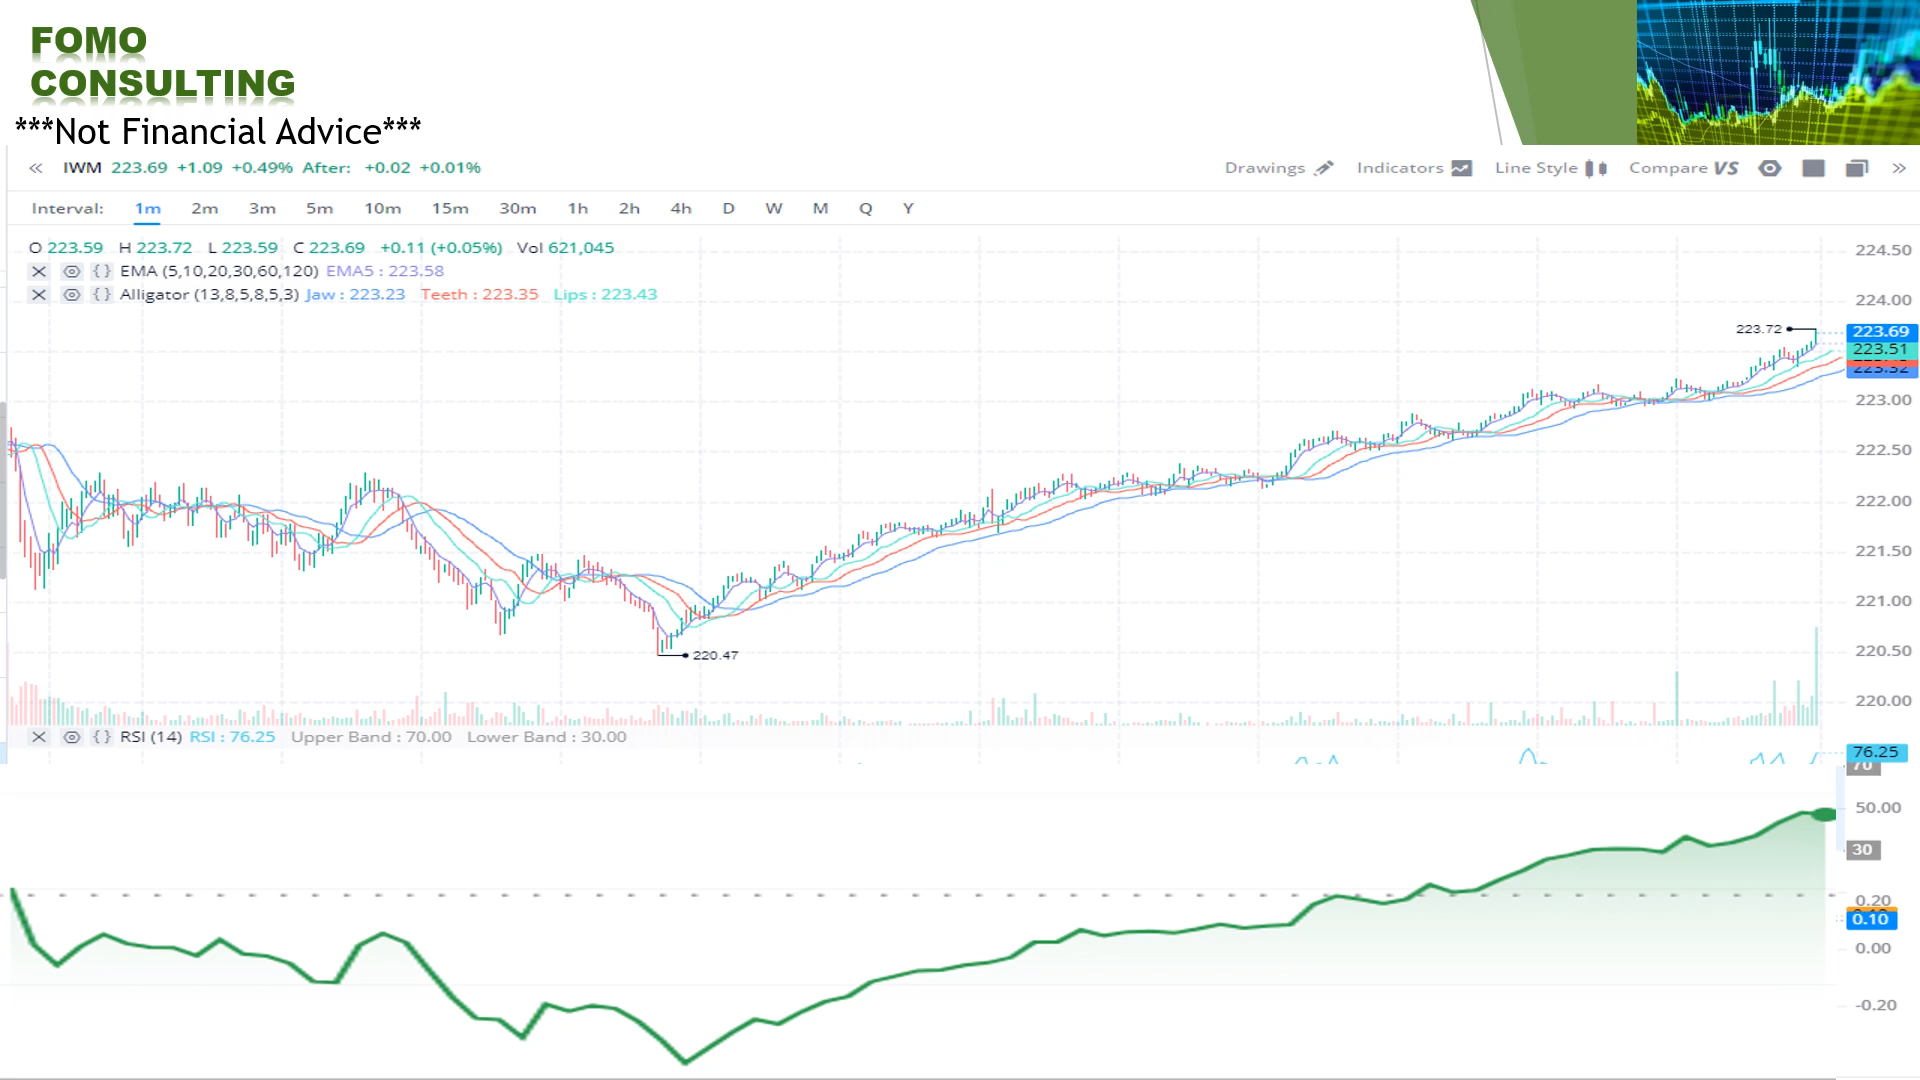 FOMO
CONSULTING
***Not Financial Advice***
IWM 223.69 +1.09 +0.49% After: +0.02 +0.01%
Drawings Indicators Line Style Compare VS
Interval: 1m 2m 3m 5m 10m 15m 30m 1h 2h 4h D W M Q Y
O 223.59 H 223.72 L 223.59 C 223.69 +0.11 (+0.05%) Vol 621,045
EMA (5,10,20,30,60,120) EMA5 : 223.58
Alligator (13,8,5,8,5,3) Jaw : 223.23 Teeth : 223.35 Lips : 223.43
224.50
224.00
223.72
223.69
223.51
223.32
223.00
222.50
222.00
221.50
221.00
220.47
220.50
220.00
RSI (14) RSI : 76.25 Upper Band : 70.00 Lower Band : 30.00
76.25
70
50.00
30
0.20
0.10
0.00
-0.20